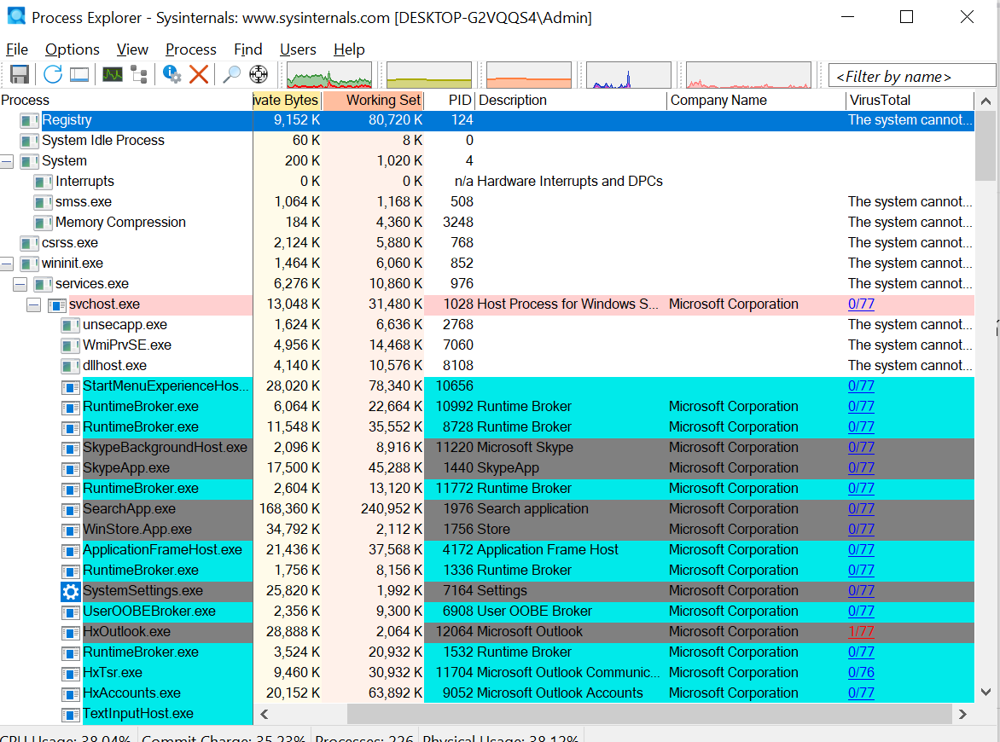 Process Explorer - Sysinternals: www.sysinternals.com [DESKTOP-G2VQQS4\Admin]
File Options View Process Find Users Help
<Filter by name>
Process ivate Bytes Working Set PID Description Company Name VirusTotal
Registry 9,152 K 80,720 K 124 The system cannot...
System Idle Process 60 K 8 K 0
System 200 K 1,020 K 4
Interrupts 0 K 0 K n/a Hardware Interrupts and DPCs
smss.exe 1,064 K 1,168 K 508 The system cannot...
Memory Compression 184 K 4,360 K 3248 The system cannot...
csrss.exe 2,124 K 5,880 K 768 The system cannot...
wininit.exe 1,464 K 6,060 K 852 The system cannot...
services.exe 6,276 K 10,860 K 976 The system cannot...
svchost.exe 13,048 K 31,480 K 1028 Host Process for Windows S... Microsoft Corporation 0/77
unsecapp.exe 1,624 K 6,636 K 2768 The system cannot...
WmiPrvSE.exe 4,956 K 14,468 K 7060 The system cannot...
dllhost.exe 4,140 K 10,576 K 8108 The system cannot...
StartMenuExperienceHos... 28,020 K 78,340 K 10656 0/77
RuntimeBroker.exe 6,064 K 22,664 K 10992 Runtime Broker Microsoft Corporation 0/77
RuntimeBroker.exe 11,548 K 35,552 K 8728 Runtime Broker Microsoft Corporation 0/77
SkypeBackgroundHost.exe 2,096 K 8,916 K 11220 Microsoft Skype Microsoft Corporation 0/77
SkypeApp.exe 17,500 K 45,288 K 1440 SkypeApp Microsoft Corporation 0/77
RuntimeBroker.exe 2,604 K 13,120 K 11772 Runtime Broker Microsoft Corporation 0/77
SearchApp.exe 168,360 K 240,952 K 1976 Search application Microsoft Corporation 0/77
WinStore.App.exe 34,792 K 2,112 K 1756 Store Microsoft Corporation 0/77
ApplicationFrameHost.exe 21,436 K 37,568 K 4172 Application Frame Host Microsoft Corporation 0/77
RuntimeBroker.exe 1,756 K 8,156 K 1336 Runtime Broker Microsoft Corporation 0/77
SystemSettings.exe 25,820 K 1,992 K 7164 Settings Microsoft Corporation 0/77
UserOOBEBroker.exe 2,356 K 9,300 K 6908 User OOBE Broker Microsoft Corporation 0/77
HxOutlook.exe 28,888 K 2,064 K 12064 Microsoft Outlook Microsoft Corporation 1/77
RuntimeBroker.exe 3,524 K 20,932 K 1532 Runtime Broker Microsoft Corporation 0/77
HxTsr.exe 9,460 K 30,932 K 11704 Microsoft Outlook Communic... Microsoft Corporation 0/76
HxAccounts.exe 20,152 K 63,892 K 9052 Microsoft Outlook Accounts Microsoft Corporation 0/77
TextInputHost.exe
CPU Usage: 38.04% Commit Charge: 35.23% Processes: 226 Physical Usage: 38.12%